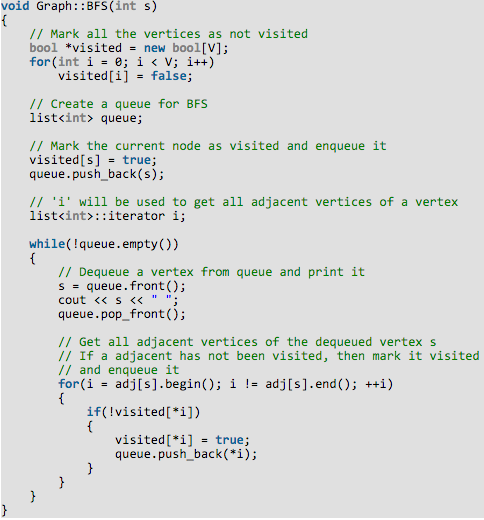 void Graph::BFS(int s)
{
    // Mark all the vertices as not visited
    bool *visited = new bool[V];
    for(int i = 0; i < V; i++)
        visited[i] = false;

    // Create a queue for BFS
    list<int> queue;

    // Mark the current node as visited and enqueue it
    visited[s] = true;
    queue.push_back(s);

    // 'i' will be used to get all adjacent vertices of a vertex
    list<int>::iterator i;

    while(!queue.empty())
    {
        // Dequeue a vertex from queue and print it
        s = queue.front();
        cout << s << " ";
        queue.pop_front();

        // Get all adjacent vertices of the dequeued vertex s
        // If a adjacent has not been visited, then mark it visited
        // and enqueue it
        for(i = adj[s].begin(); i != adj[s].end(); ++i)
        {
            if(!visited[*i])
            {
                visited[*i] = true;
                queue.push_back(*i);
            }
        }
    }
}